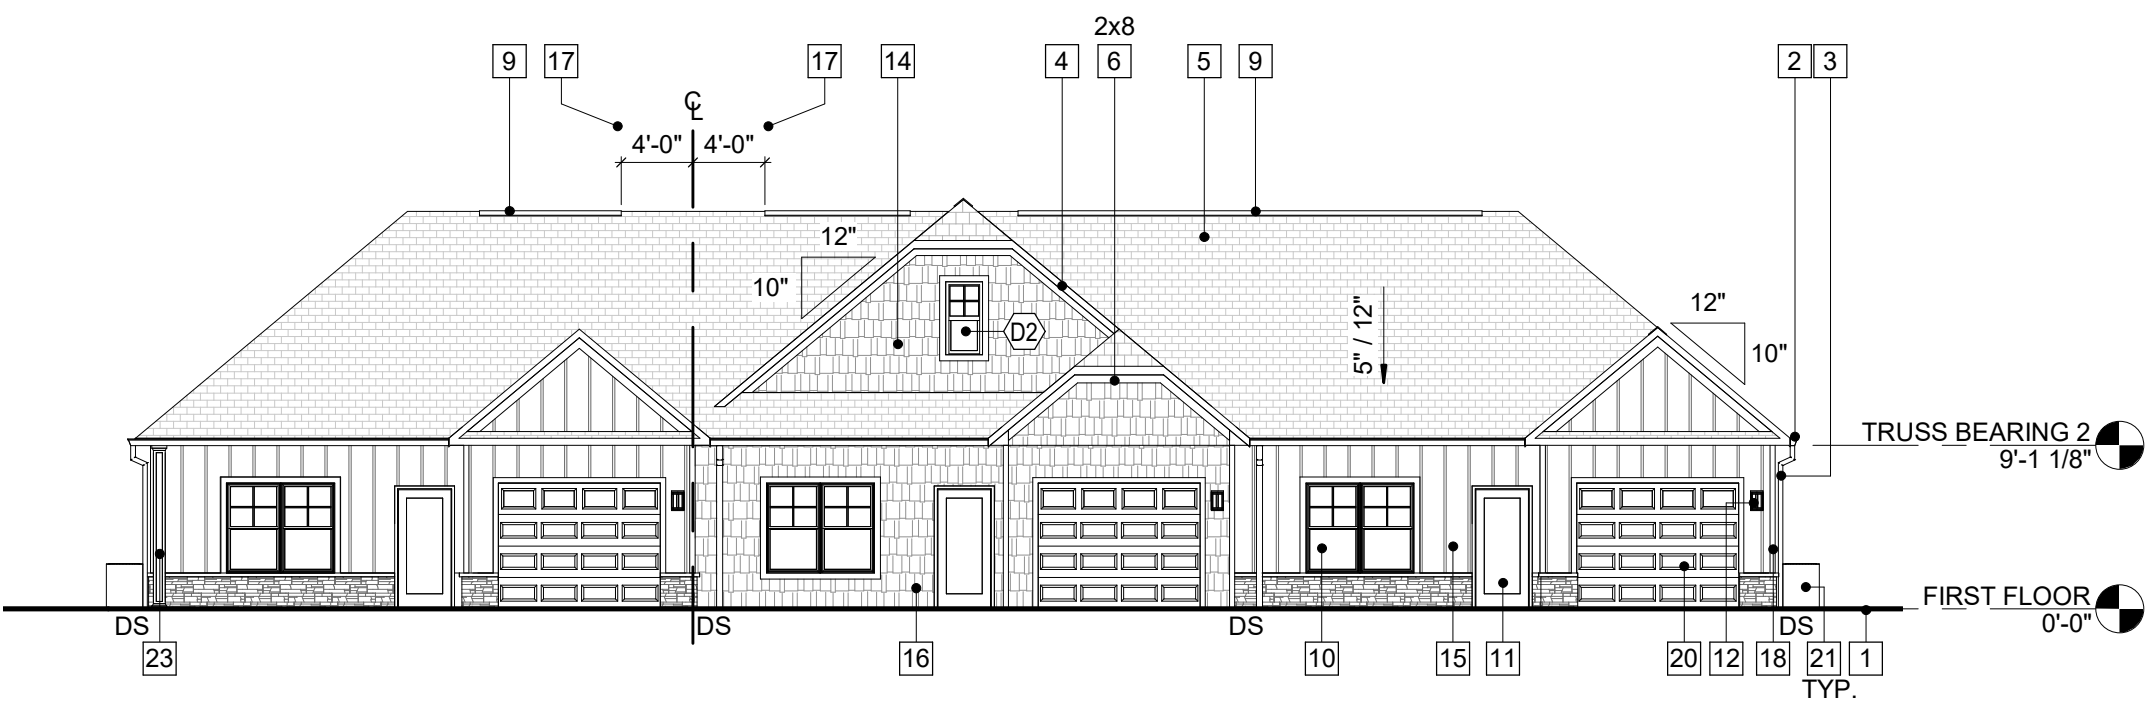 2x8
9 17 17 14 4 6 5 9 2 3
℄
4'-0" 4'-0"
12"
10"
D2
5" / 12"
12"
10"
TRUSS BEARING 2
9'-1 1/8"
FIRST FLOOR
0'-0"
DS DS DS DS
23 16 10 15 11 20 12 18 21 1
TYP.